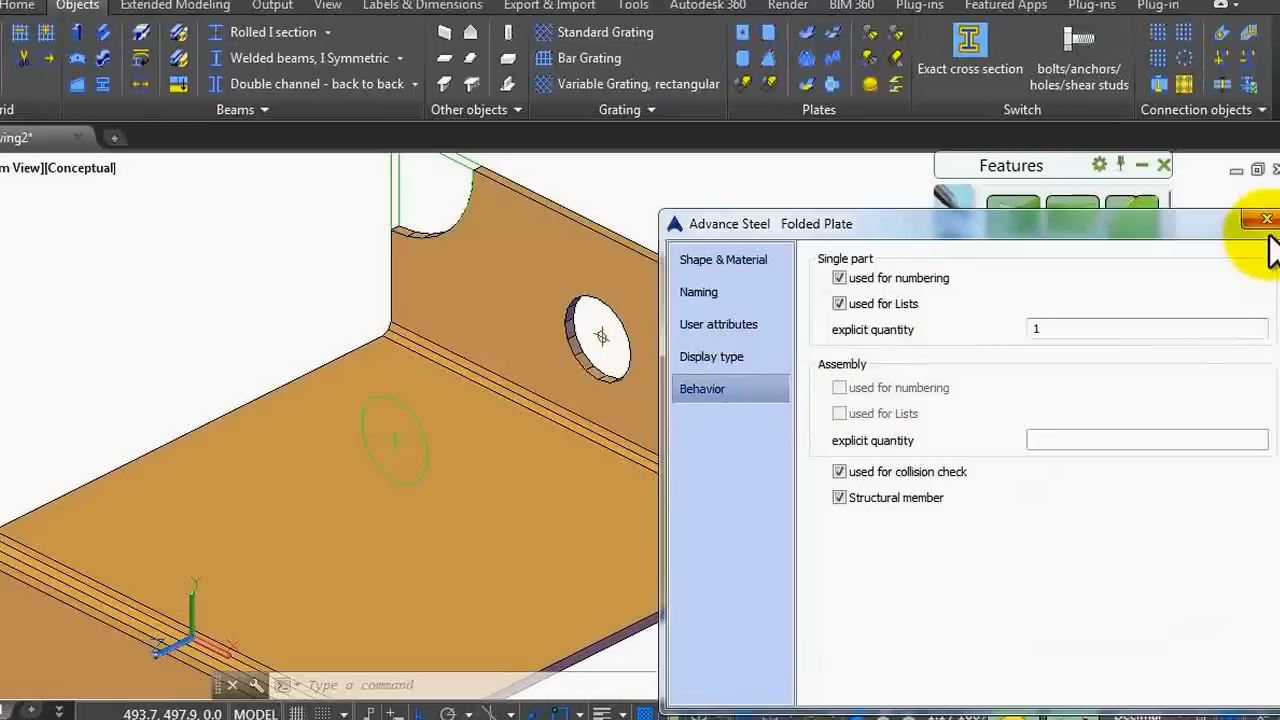 Home Objects Extended Modeling Output View Labels & Dimensions Export & Import Tools Autodesk 360 Render BIM 360 Plug-ins Featured Apps Plug-ins Plug-in
Rolled section
Standard Grating
Welded beams, I Symmetric
Bar Grating
Exact cross section
bolts/anchors/
holes/shear studs
Double channel - back to back
Variable Grating, rectangular
rid Beams Other objects Grating Plates Switch Connection objects
wing2*
m View][Conceptual]
Features
Advance Steel Folded Plate
Shape & Material
Naming
User attributes
Display type
Behavior
Single part
used for numbering
used for Lists
explicit quantity 1
Assembly
used for numbering
used for Lists
explicit quantity
used for collision check
Structural member
Y
X
Z
Type a command
493.7, 497.9, 0.0 MODEL